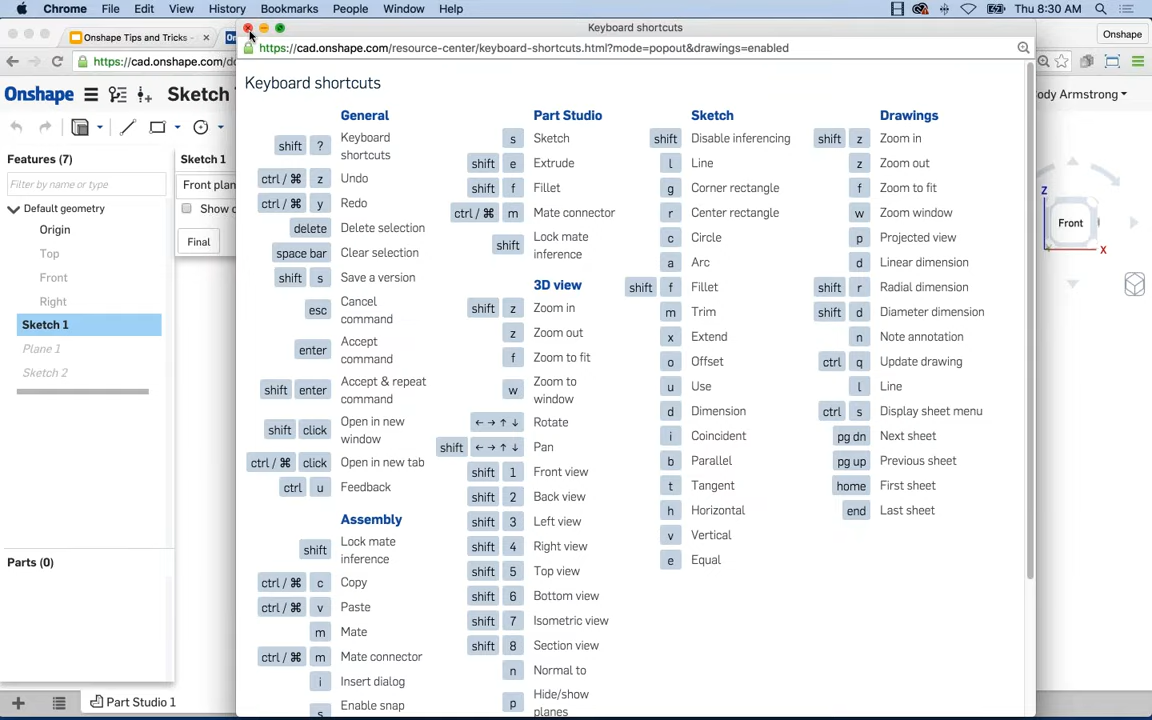 Chrome File Edit View History Bookmarks People Window Help Thu 8:30 AM
Keyboard shortcuts
Onshape Tips and Tricks - × On Onshape
https://cad.onshape.com/do
https://cad.onshape.com/resource-center/keyboard-shortcuts.html?mode=popout&drawings=enabled
Onshape Sketch ody Armstrong
Features (7)
Filter by name or type
Default geometry
Origin
Top
Front
Right
Sketch 1
Plane 1
Sketch 2
Parts (0)
Part Studio 1
Sketch 1
Front plan
Show c
Final
Keyboard shortcuts
General
shift ? Keyboard
shortcuts
ctrl / ⌘ z Undo
ctrl / ⌘ y Redo
delete Delete selection
space bar Clear selection
shift s Save a version
esc Cancel
command
enter Accept
command
shift enter Accept & repeat
command
shift click Open in new
window
ctrl / ⌘ click Open in new tab
ctrl u Feedback
Assembly
shift Lock mate
inference
ctrl / ⌘ c Copy
ctrl / ⌘ v Paste
m Mate
ctrl / ⌘ m Mate connector
i Insert dialog
s Enable snap
Part Studio
s Sketch
shift e Extrude
shift f Fillet
ctrl / ⌘ m Mate connector
shift Lock mate
inference
3D view
shift z Zoom in
z Zoom out
f Zoom to fit
w Zoom to
window
← → ↑ ↓ Rotate
shift ← → ↑ ↓ Pan
shift 1 Front view
shift 2 Back view
shift 3 Left view
shift 4 Right view
shift 5 Top view
shift 6 Bottom view
shift 7 Isometric view
shift 8 Section view
n Normal to
p Hide/show
planes
Sketch
shift Disable inferencing
l Line
g Corner rectangle
r Center rectangle
c Circle
a Arc
shift f Fillet
m Trim
x Extend
o Offset
u Use
d Dimension
i Coincident
b Parallel
t Tangent
h Horizontal
v Vertical
e Equal
Drawings
shift z Zoom in
z Zoom out
f Zoom to fit
w Zoom window
p Projected view
d Linear dimension
shift r Radial dimension
shift d Diameter dimension
n Note annotation
ctrl q Update drawing
l Line
ctrl s Display sheet menu
pg dn Next sheet
pg up Previous sheet
home First sheet
end Last sheet
Z
Front
X